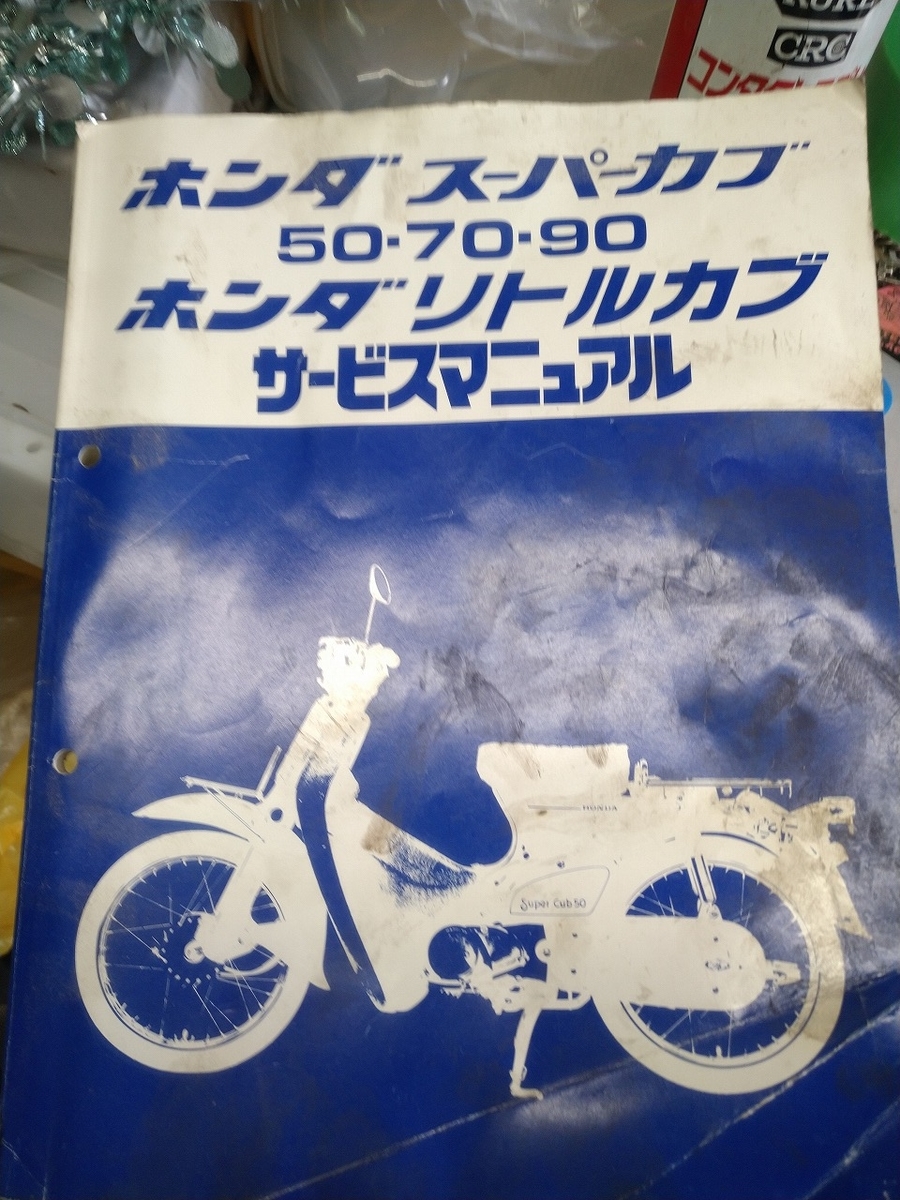 KURE
CRC
ホンダ スーパーカブ
50・70・90
ホンダ リトルカブ
サービスマニュアル
HONDA
Super Cub 50